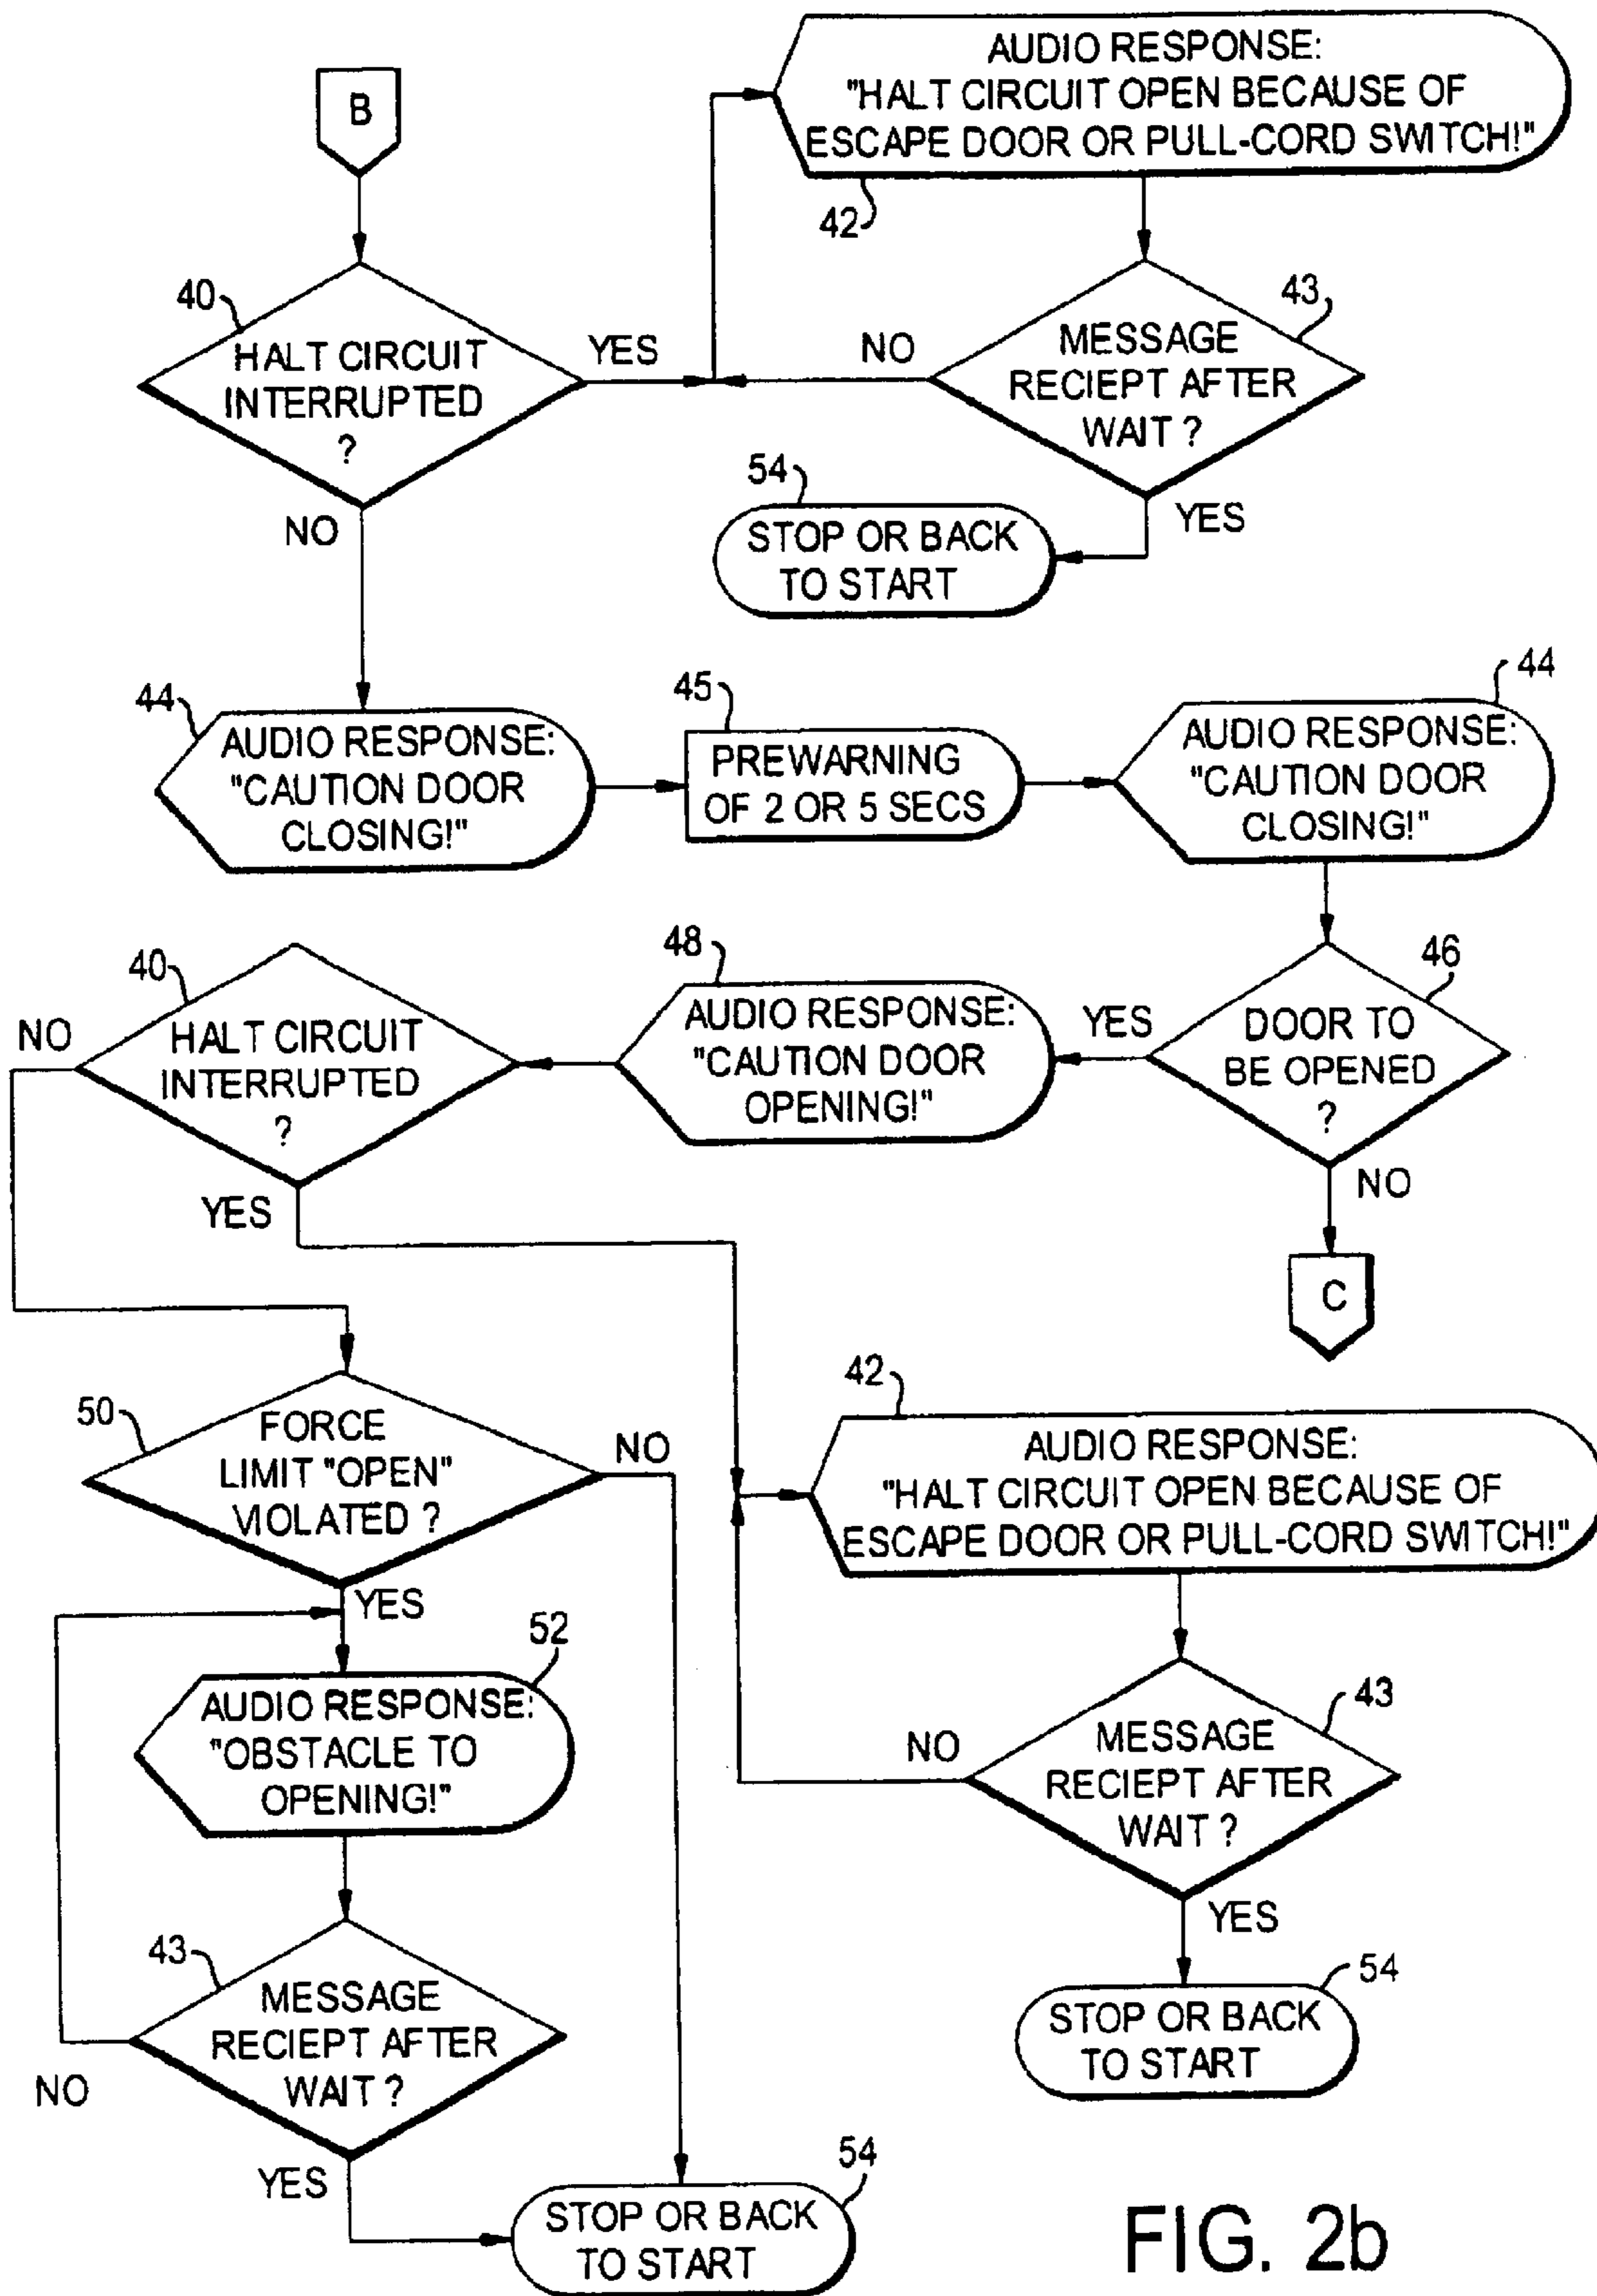 B
AUDIO RESPONSE:
"HALT CIRCUIT OPEN BECAUSE OF
ESCAPE DOOR OR PULL-CORD SWITCH!"
42
40
HALT CIRCUIT
INTERRUPTED
?
YES
NO
43
MESSAGE
RECIEPT AFTER
WAIT ?
NO
YES
54
STOP OR BACK
TO START
44
AUDIO RESPONSE:
"CAUTION DOOR
CLOSING!"
45
PREWARNING
OF 2 OR 5 SECS
44
AUDIO RESPONSE:
"CAUTION DOOR
CLOSING!"
46
DOOR TO
BE OPENED
?
YES
NO
C
48
AUDIO RESPONSE:
"CAUTION DOOR
OPENING!"
40
HALT CIRCUIT
INTERRUPTED
?
NO
YES
50
FORCE
LIMIT "OPEN"
VIOLATED ?
NO
YES
42
AUDIO RESPONSE:
"HALT CIRCUIT OPEN BECAUSE OF
ESCAPE DOOR OR PULL-CORD SWITCH!"
43
MESSAGE
RECIEPT AFTER
WAIT ?
NO
YES
54
STOP OR BACK
TO START
52
AUDIO RESPONSE:
"OBSTACLE TO
OPENING!"
43
MESSAGE
RECIEPT AFTER
WAIT ?
NO
YES
54
STOP OR BACK
TO START
FIG. 2b